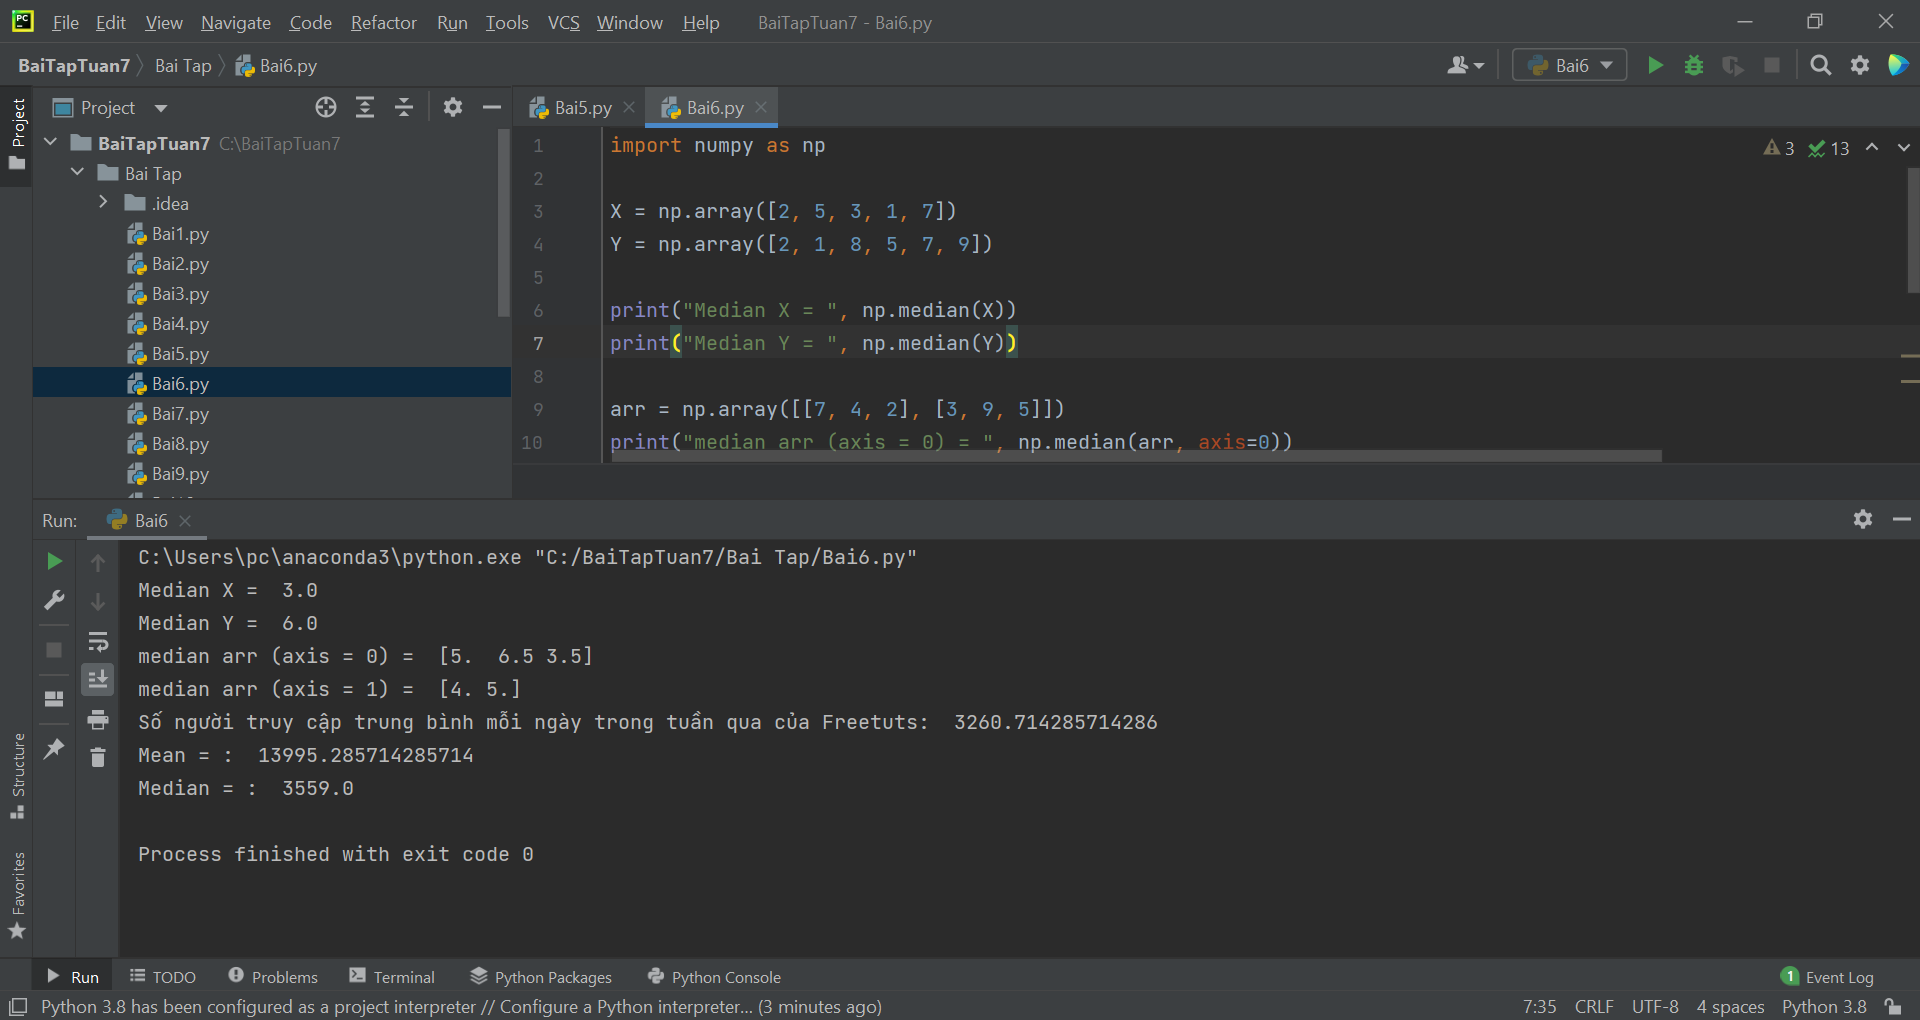 File Edit View Navigate Code Refactor Run Tools VCS Window Help BaiTapTuan7 - Bai6.py
BaiTapTuan7 Bai Tap Bai6.py
Bai6
Project
Project
Structure
Favorites
BaiTapTuan7 C:\BaiTapTuan7
Bai Tap
.idea
Bai1.py
Bai2.py
Bai3.py
Bai4.py
Bai5.py
Bai6.py
Bai7.py
Bai8.py
Bai9.py
Bai5.py Bai6.py
3 13
1 import numpy as np
2
3 X = np.array([2, 5, 3, 1, 7])
4 Y = np.array([2, 1, 8, 5, 7, 9])
5
6 print("Median X = ", np.median(X))
7 print("Median Y = ", np.median(Y))
8
9 arr = np.array([[7, 4, 2], [3, 9, 5]])
10 print("median arr (axis = 0) = ", np.median(arr, axis=0))
Run: Bai6
C:\Users\pc\anaconda3\python.exe "C:/BaiTapTuan7/Bai Tap/Bai6.py"
Median X =  3.0
Median Y =  6.0
median arr (axis = 0) =  [5.  6.5 3.5]
median arr (axis = 1) =  [4. 5.]
Số người truy cập trung bình mỗi ngày trong tuần qua của Freetuts:  3260.714285714286
Mean = :  13995.285714285714
Median = :  3559.0
Process finished with exit code 0
Run TODO Problems Terminal Python Packages Python Console 1 Event Log
Python 3.8 has been configured as a project interpreter // Configure a Python interpreter... (3 minutes ago) 7:35 CRLF UTF-8 4 spaces Python 3.8